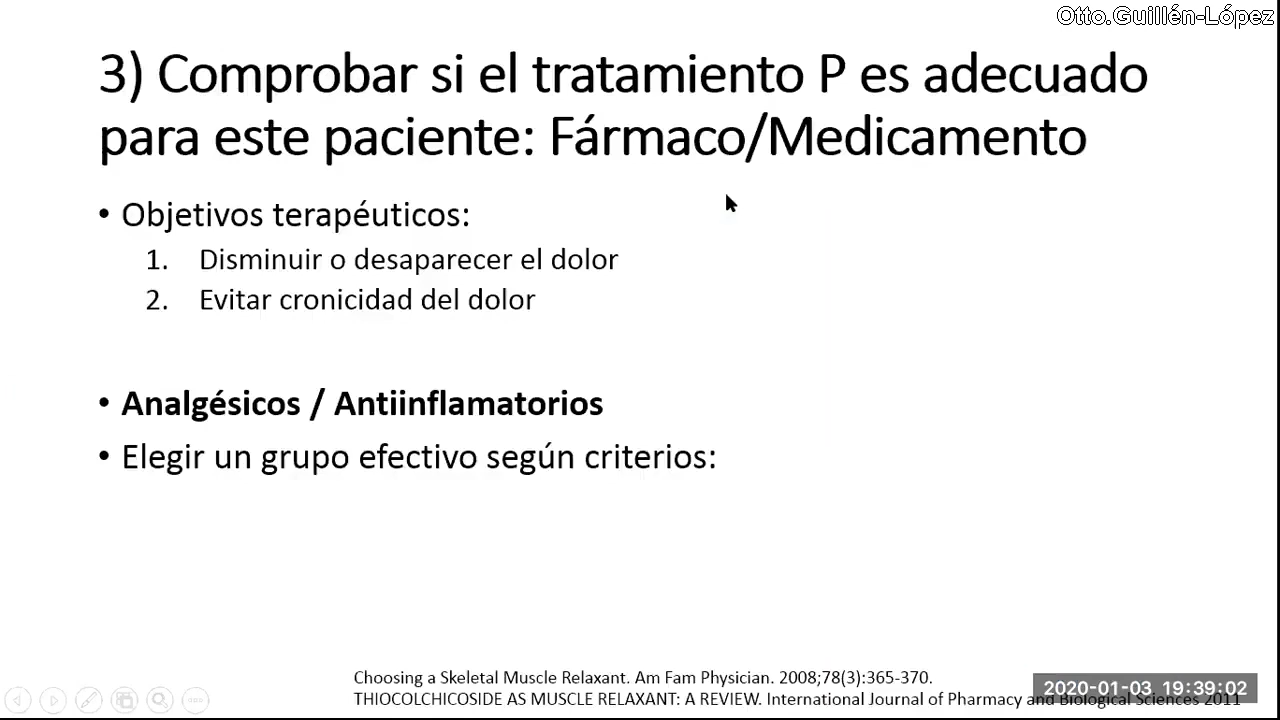 Otto.Guillén-López
3) Comprobar si el tratamiento P es adecuado
para este paciente: Fármaco/Medicamento
• Objetivos terapéuticos:
1. Disminuir o desaparecer el dolor
2. Evitar cronicidad del dolor
• Analgésicos / Antiinflamatorios
• Elegir un grupo efectivo según criterios:
Choosing a Skeletal Muscle Relaxant. Am Fam Physician. 2008;78(3):365-370.
THIOCOLCHICOSIDE AS MUSCLE RELAXANT: A REVIEW. International Journal of Pharmacy and Biological Sciences 2011
2020-01-03 19:39:02